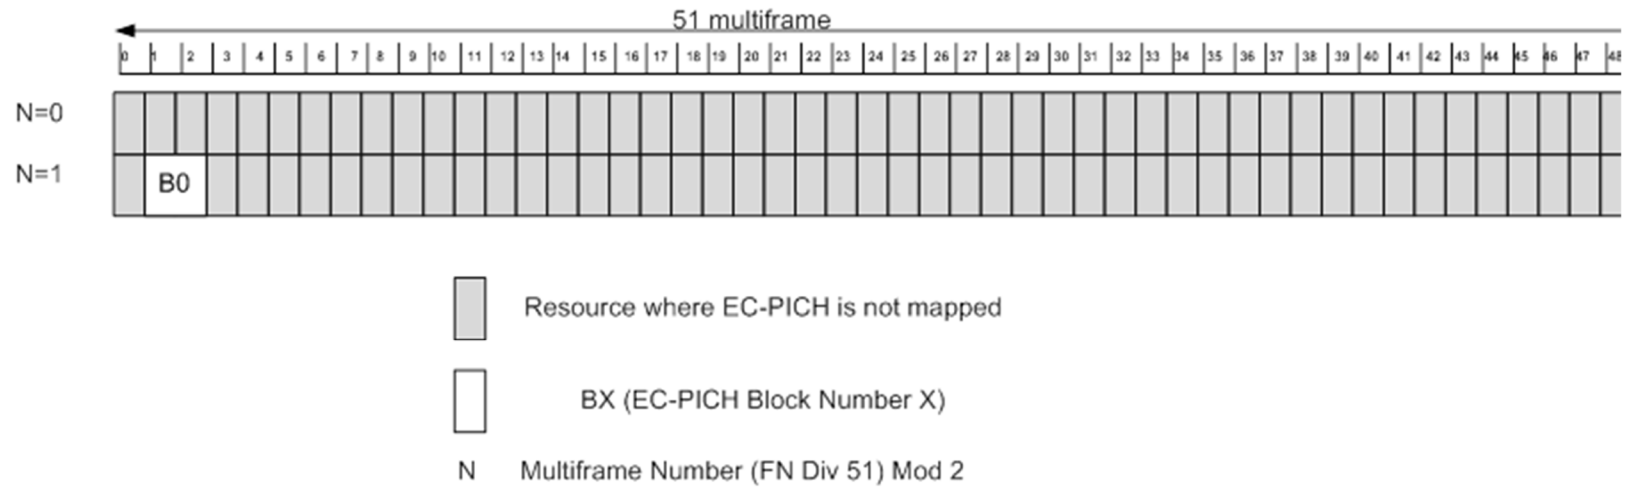 51 multiframe
0 1 2 3 4 5 6 7 8 9 10 11 12 13 14 15 16 17 18 19 20 21 22 23 24 25 26 27 28 29 30 31 32 33 34 35 36 37 38 39 40 41 42 43 44 45 46 47 48
N=0
N=1
B0
Resource where EC-PICH is not mapped
BX (EC-PICH Block Number X)
N Multiframe Number (FN Div 51) Mod 2